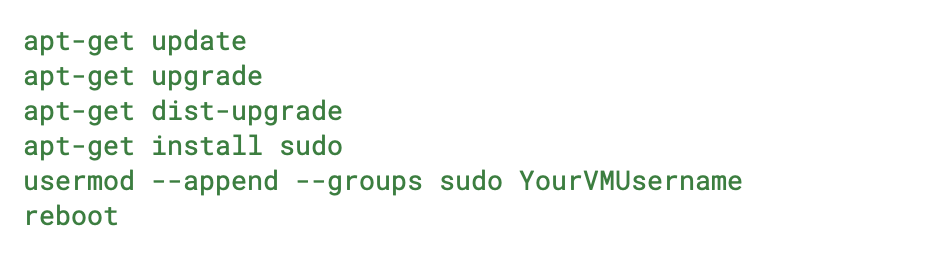 apt-get update
apt-get upgrade
apt-get dist-upgrade
apt-get install sudo
usermod --append --groups sudo YourVMUsername
reboot